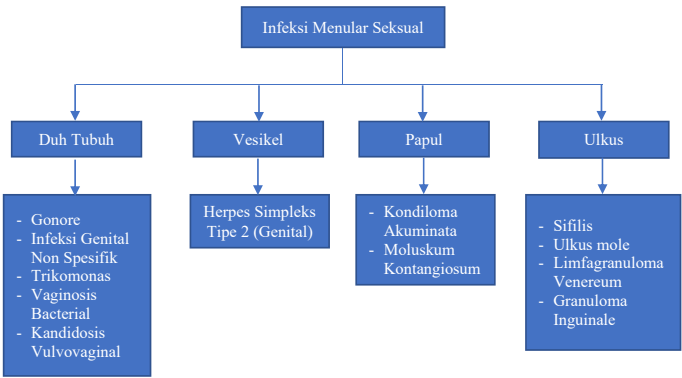 Infeksi Menular Seksual
Duh Tubuh
Vesikel
Papul
Ulkus
- Gonore
- Infeksi Genital
Non Spesifik
- Trikomonas
- Vaginosis
Bacterial
- Kandidosis
Vulvovaginal
Herpes Simpleks
Tipe 2 (Genital)
- Kondiloma
Akuminata
- Moluskum
Kontangiosum
- Sifilis
- Ulkus mole
- Limfagranuloma
Venereum
- Granuloma
Inguinale